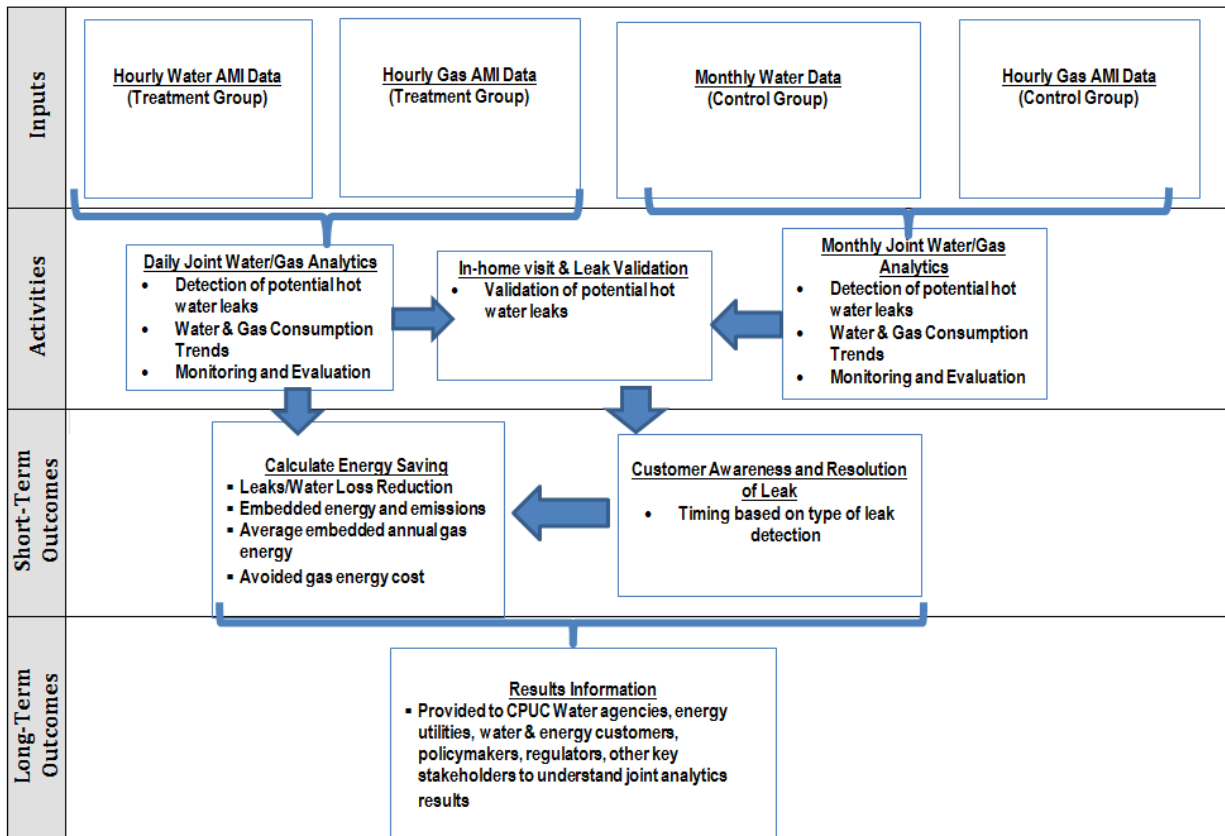 Inputs
Hourly Water AMI Data
(Treatment Group)
Hourly Gas AMI Data
(Treatment Group)
Monthly Water Data
(Control Group)
Hourly Gas AMI Data
(Control Group)
Activities
Daily Joint Water/Gas Analytics
• Detection of potential hot
water leaks
• Water & Gas Consumption
Trends
• Monitoring and Evaluation
In-home visit & Leak Validation
• Validation of potential hot
water leaks
Monthly Joint Water/Gas
Analytics
• Detection of potential hot
water leaks
• Water & Gas Consumption
Trends
• Monitoring and Evaluation
Short-Term
Outcomes
Calculate Energy Saving
▪ Leaks/Water Loss Reduction
▪ Embedded energy and emissions
▪ Average embedded annual gas
energy
▪ Avoided gas energy cost
Customer Awareness and Resolution
of Leak
• Timing based on type of leak
detection
Long-Term
Outcomes
Results Information
▪ Provided to CPUC Water agencies, energy
utilities, water & energy customers,
policymakers, regulators, other key
stakeholders to understand joint analytics
results